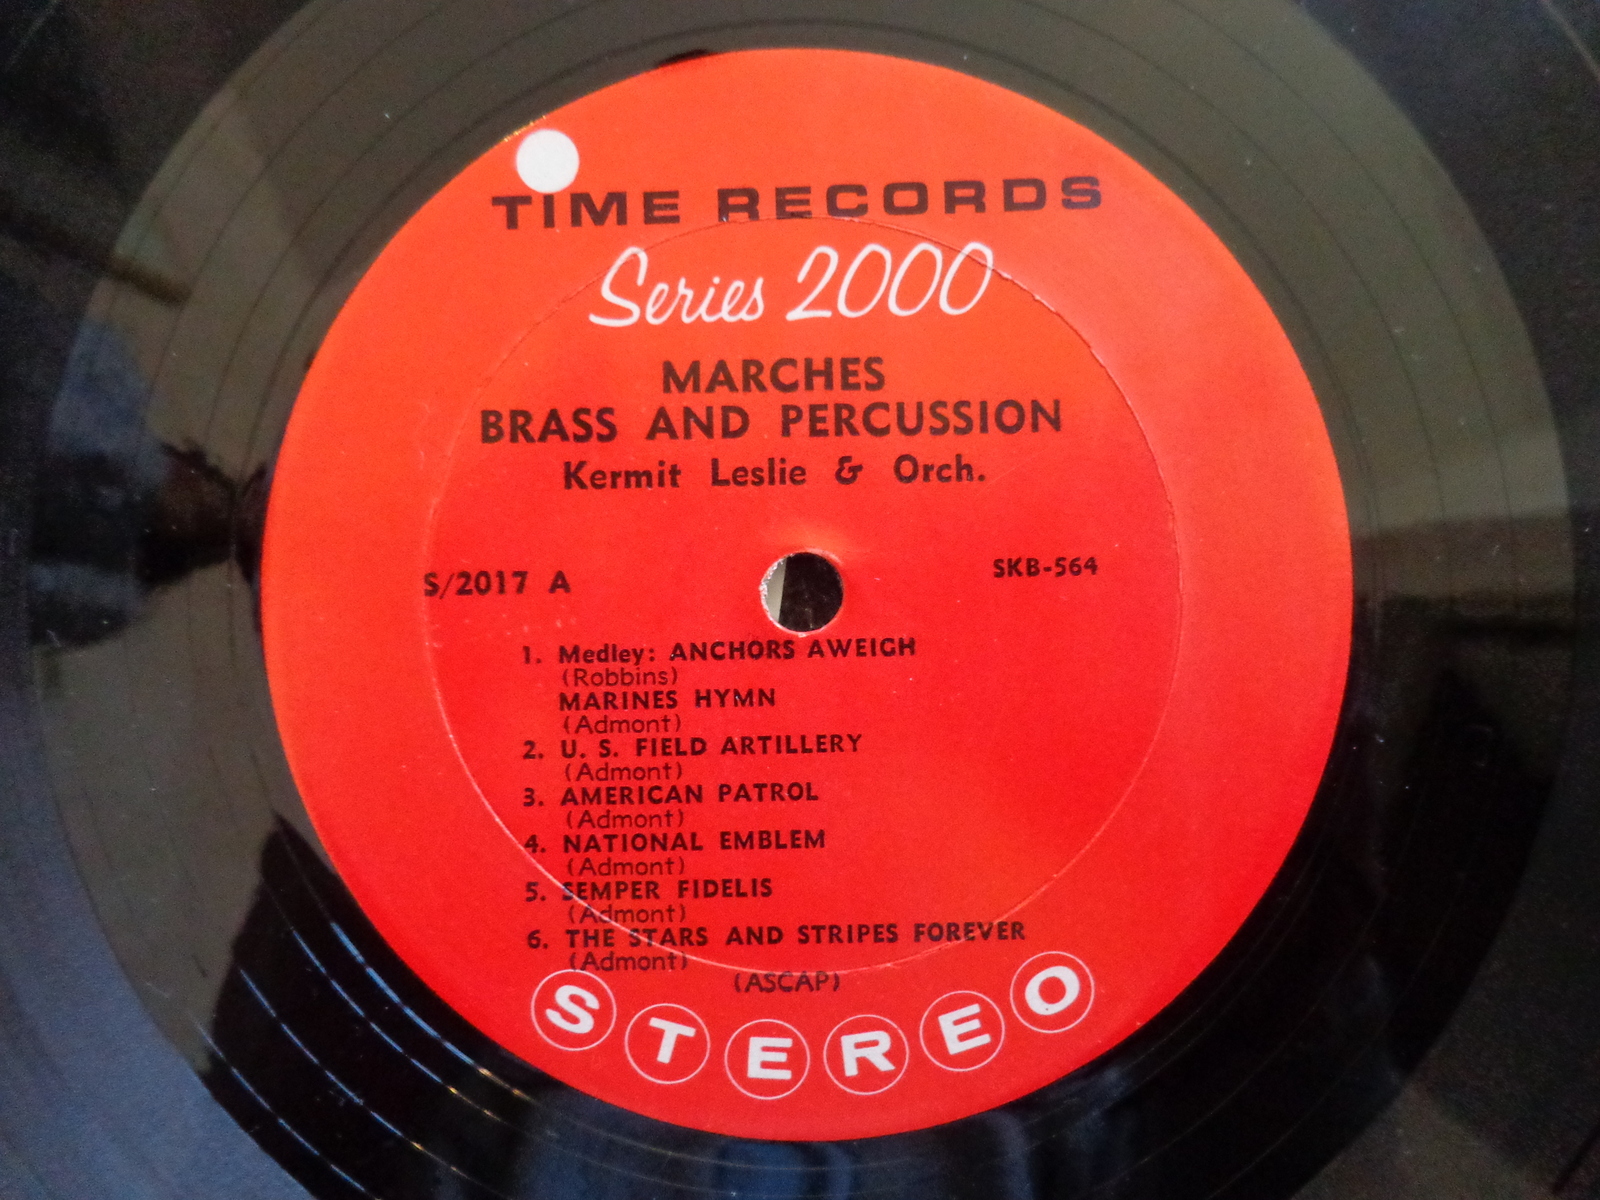 TIME RECORDS
Series 2000
MARCHES
BRASS AND PERCUSSION
Kermit Leslie & Orch.
S/2017 A
SKB-564
1. Medley: ANCHORS AWEIGH
(Robbins)
MARINES HYMN
(Admont)
2. U. S. FIELD ARTILLERY
(Admont)
3. AMERICAN PATROL
(Admont)
4. NATIONAL EMBLEM
(Admont)
5. SEMPER FIDELIS
(Admont)
6. THE STARS AND STRIPES FOREVER
(Admont)
(ASCAP)
STEREO